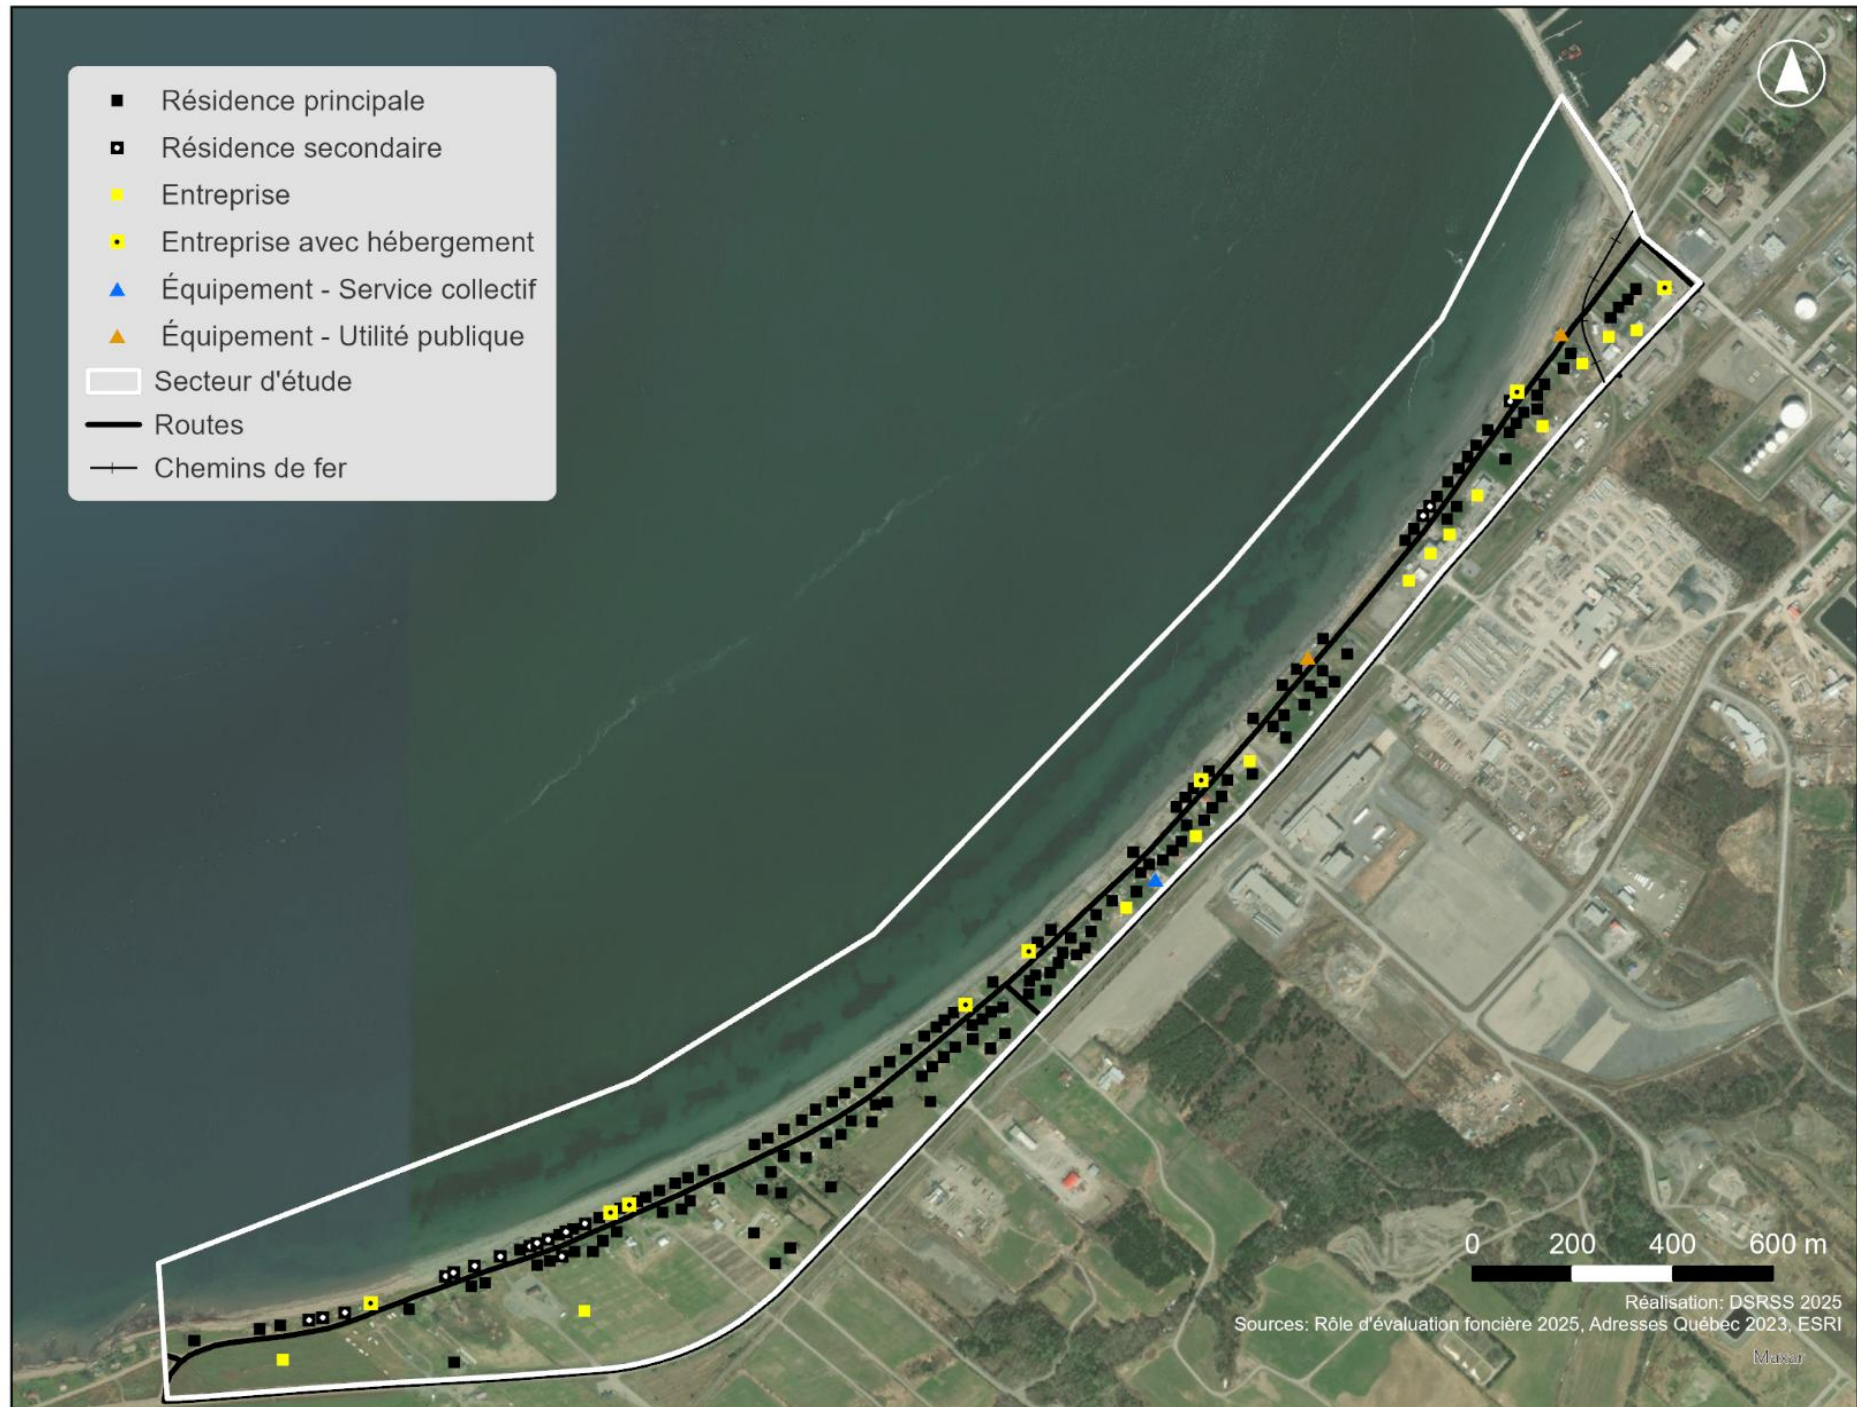 Résidence principale
Résidence secondaire
Entreprise
Entreprise avec hébergement
Équipement - Service collectif
Équipement - Utilité publique
Secteur d'étude
Routes
Chemins de fer
0 200 400 600 m
Réalisation: DSRSS 2025
Sources: Rôle d'évaluation foncière 2025, Adresses Québec 2023, ESRI
Maxar